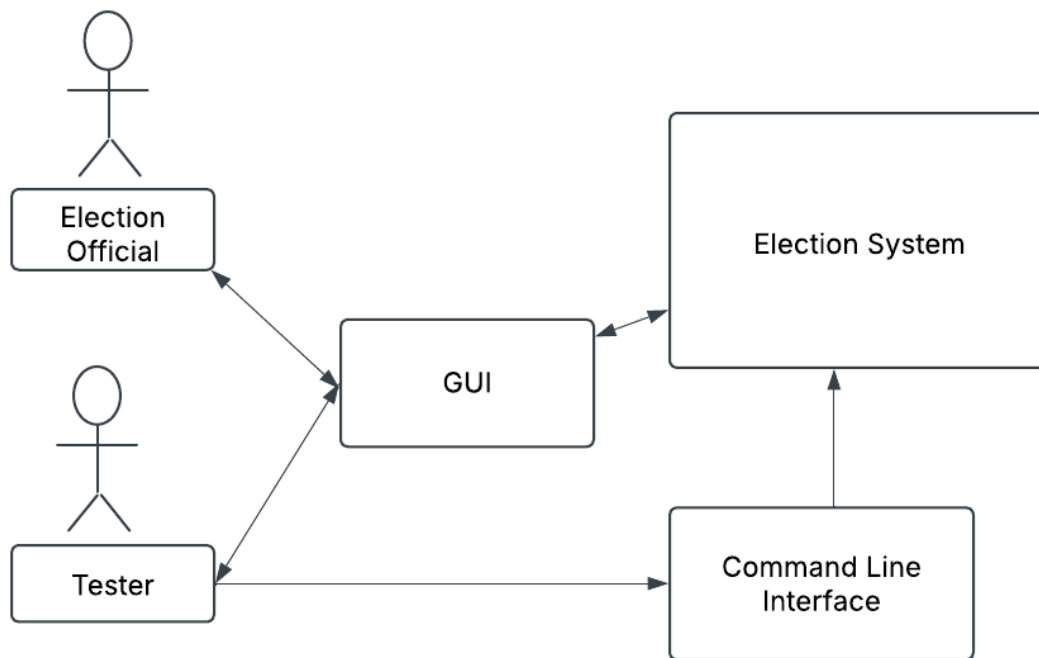 Election
Official
Election System
GUI
Tester
Command Line
Interface